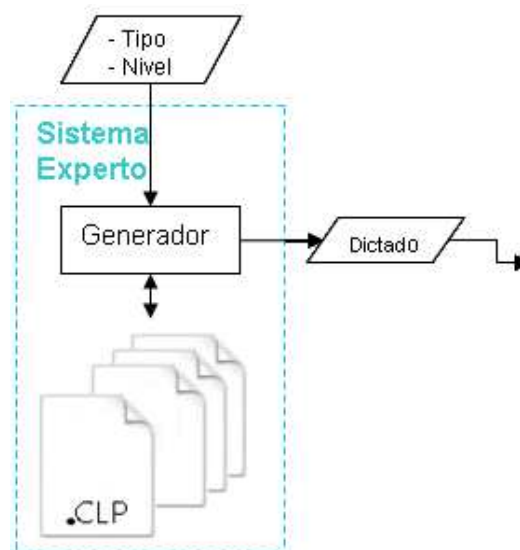 - Tipo
- Nivel
Sistema
Experto
Generador
Dictado
.CLP